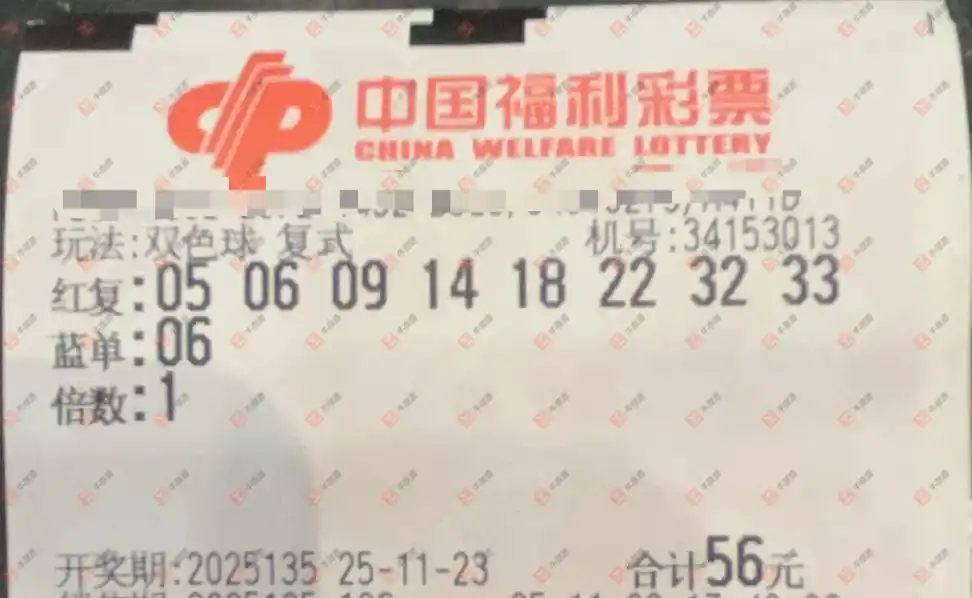 中国福利彩票
CHINA WELFARE LOTTERY
玩法:双色球 复式 机号:34153013
红复:05 06 09 14 18 22 32 33
蓝单:06
倍数:1
开奖期:2025135 25-11-23 合计56元